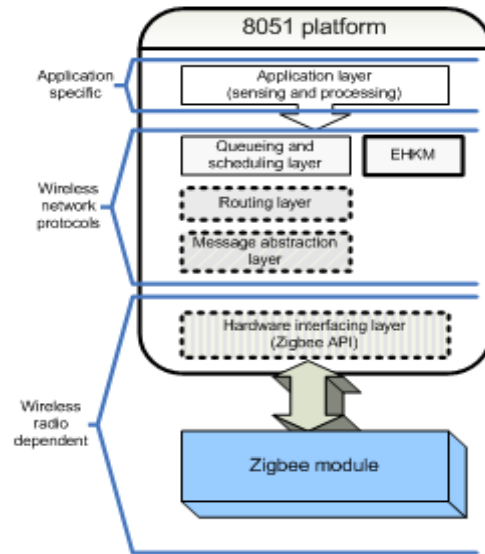 8051 platform
Application
specific
Application layer
(sensing and processing)
Wireless
network
protocols
Queueing and
scheduling layer
EHKM
Routing layer
Message abstraction
layer
Wireless
radio
dependent
Hardware interfacing layer
(Zigbee API)
Zigbee module